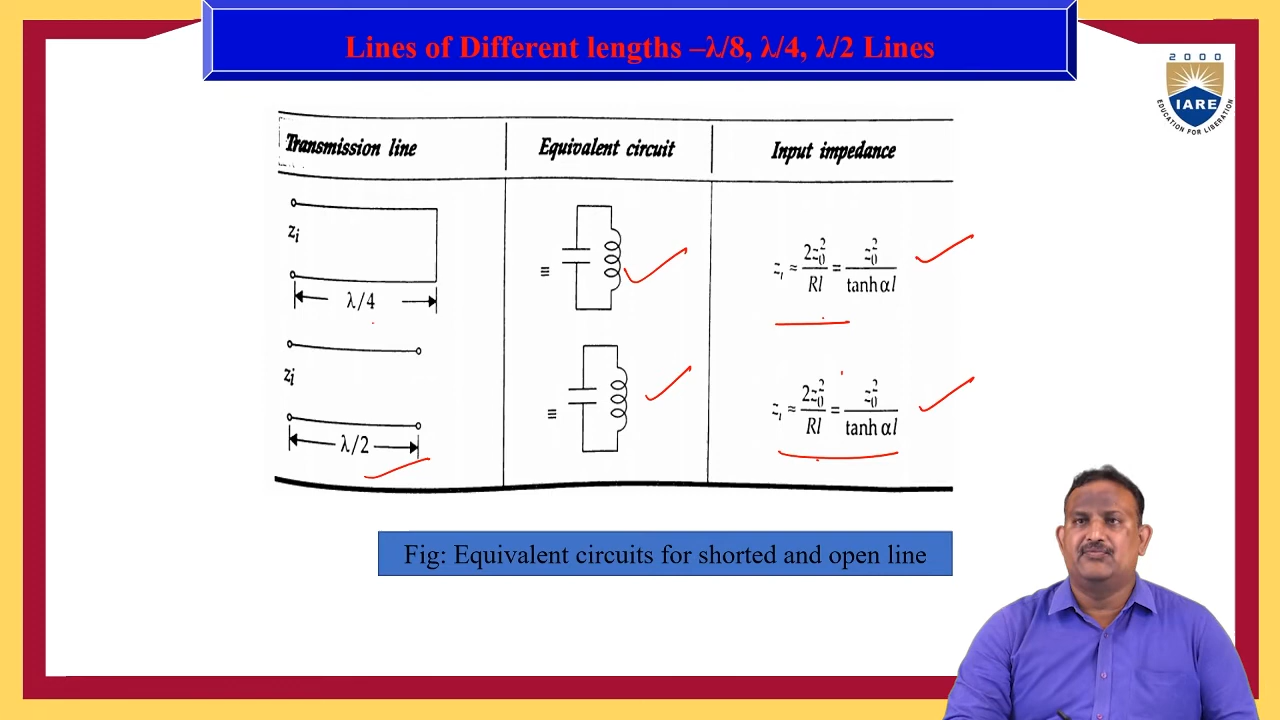 Lines of Different lengths –λ/8, λ/4, λ/2 Lines
2000
IARE
EDUCATION FOR LIBERATION
Transmission line
Equivalent circuit
Input impedance
zᵢ
λ/4
≡
zᵢ ≈ 2z₀²/Rl = z₀²/tanh αl
zᵢ
λ/2
≡
zᵢ ≈ 2z₀²/Rl = z₀²/tanh αl
Fig: Equivalent circuits for shorted and open line